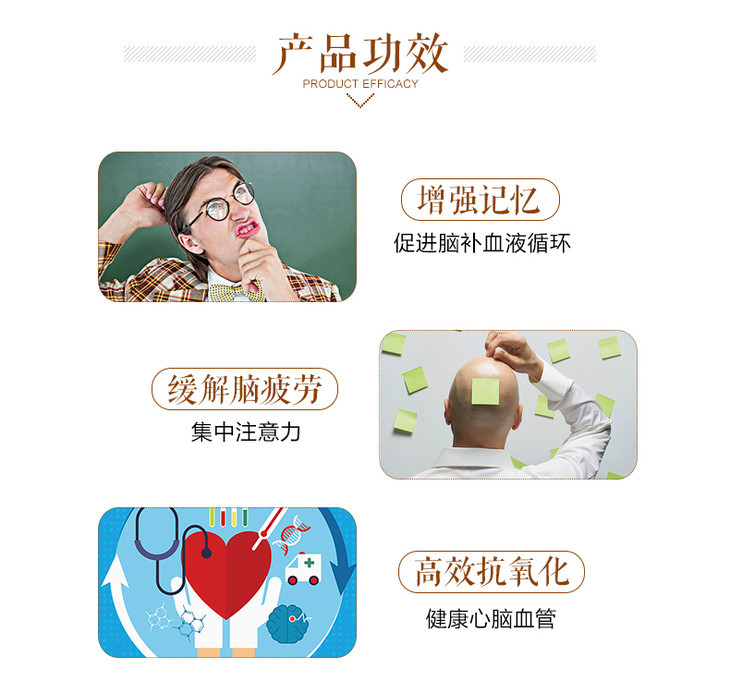 产品功效
PRODUCT EFFICACY
增强记忆
促进脑补血液循环
缓解脑疲劳
集中注意力
高效抗氧化
健康心脑血管